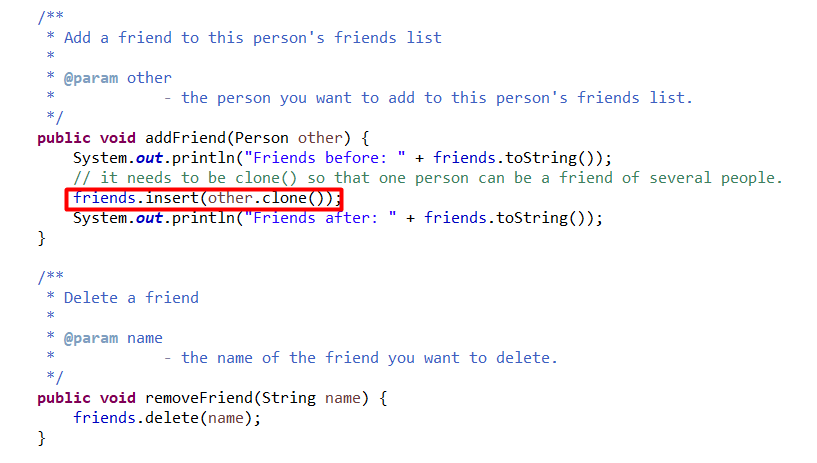 /**
 * Add a friend to this person's friends list
 *
 * @param other
 *            - the person you want to add to this person's friends list.
 */
public void addFriend(Person other) {
    System.out.println("Friends before: " + friends.toString());
    // it needs to be clone() so that one person can be a friend of several people.
    friends.insert(other.clone());
    System.out.println("Friends after: " + friends.toString());
}

/**
 * Delete a friend
 *
 * @param name
 *            - the name of the friend you want to delete.
 */
public void removeFriend(String name) {
    friends.delete(name);
}